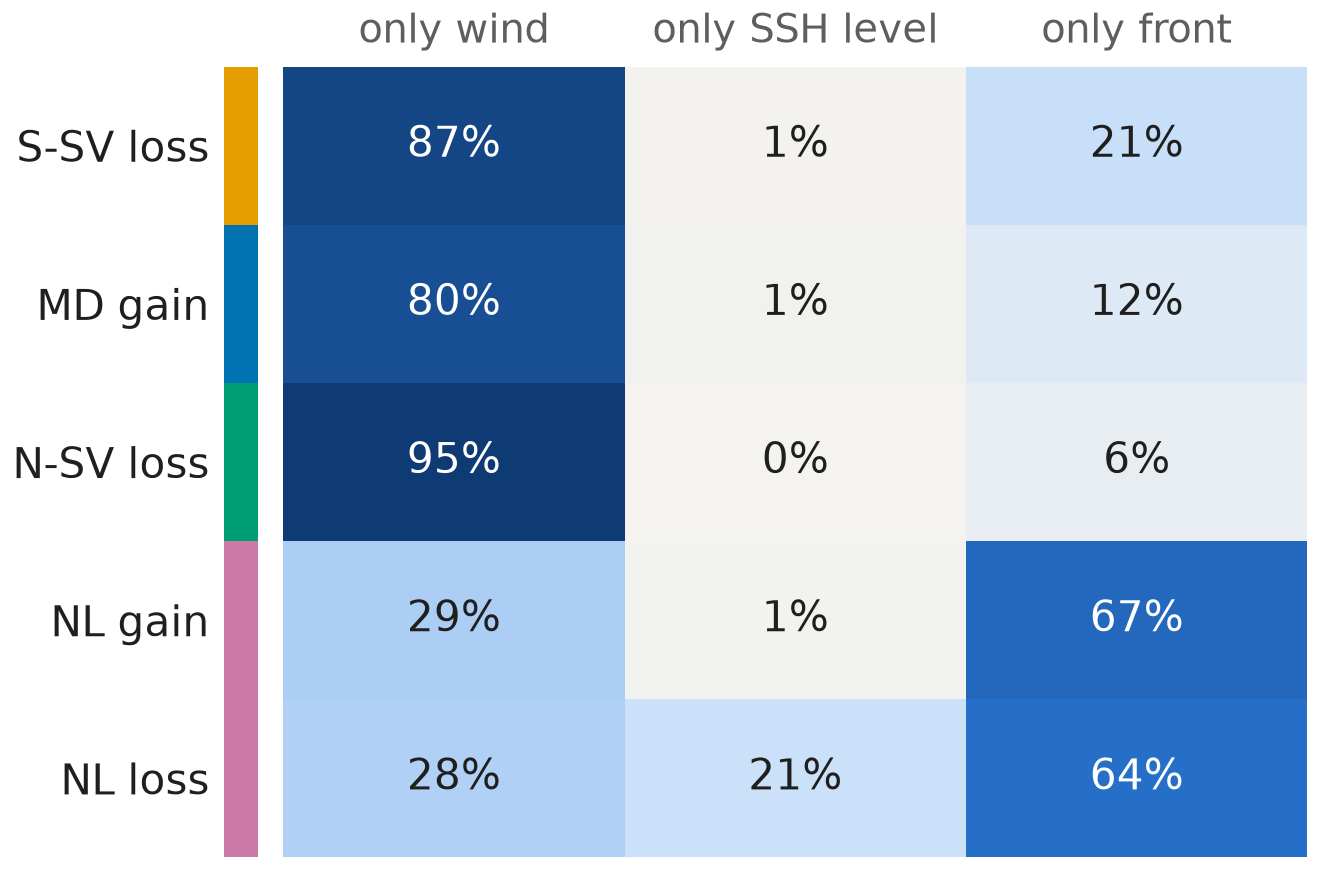 only wind only SSH level only front
S-SV loss 87% 1% 21%
MD gain 80% 1% 12%
N-SV loss 95% 0% 6%
NL gain 29% 1% 67%
NL loss 28% 21% 64%